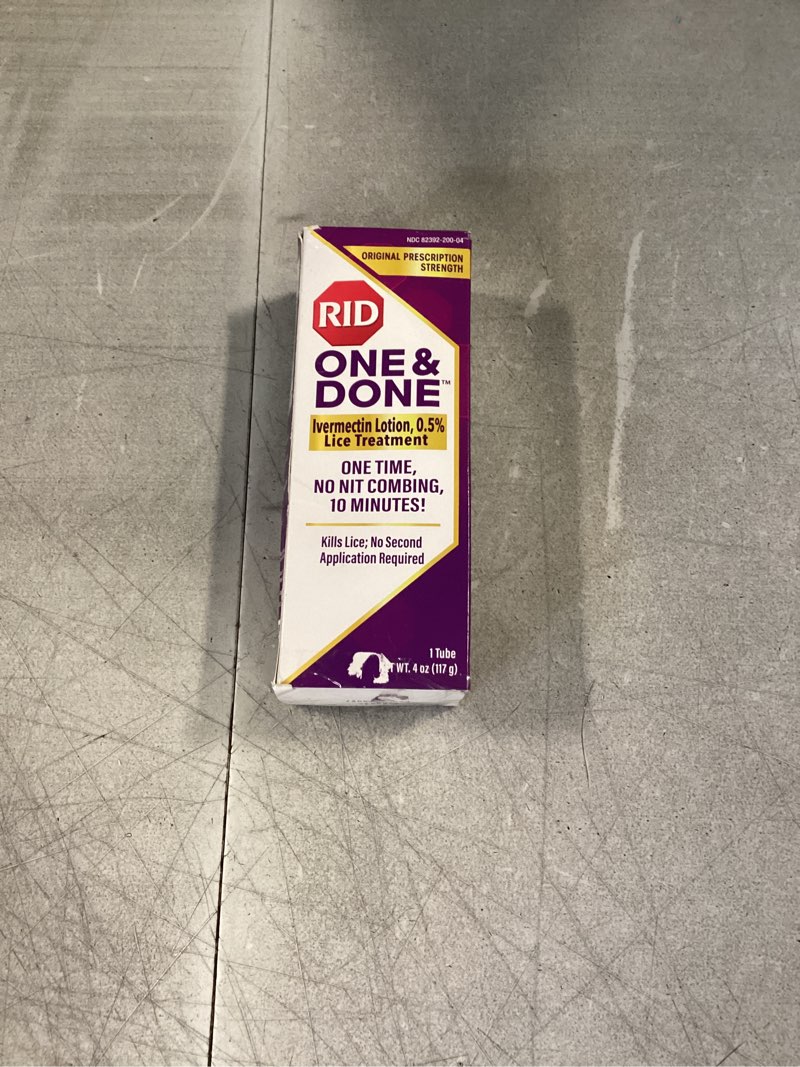 NDC 82392-200-04
ORIGINAL PRESCRIPTION
STRENGTH
RID
ONE &
DONE™
Ivermectin Lotion, 0.5%
Lice Treatment
ONE TIME,
NO NIT COMBING,
10 MINUTES!
Kills Lice; No Second
Application Required
1 Tube
WT. 4 oz (117 g)